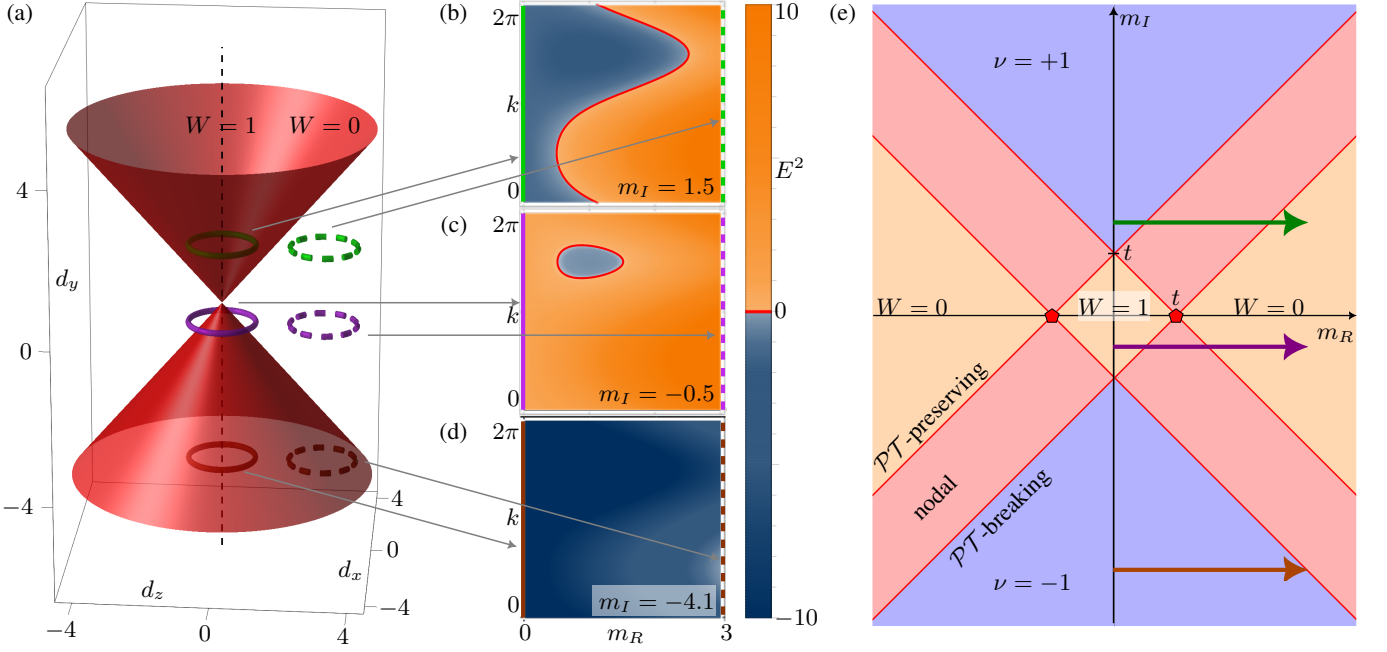 (a)
W = 1
W = 0
4
0
−4
d_y
d_z
d_x
−4
0
4
4
0
−4
(b)
2π
k
0
m_I = 1.5
(c)
2π
k
0
m_I = −0.5
(d)
2π
k
0
m_I = −4.1
0
m_R
3
10
E²
0
−10
(e)
m_I
ν = +1
t
W = 0
W = 1
t
W = 0
m_R
𝒫𝒯-preserving
nodal
𝒫𝒯-breaking
ν = −1